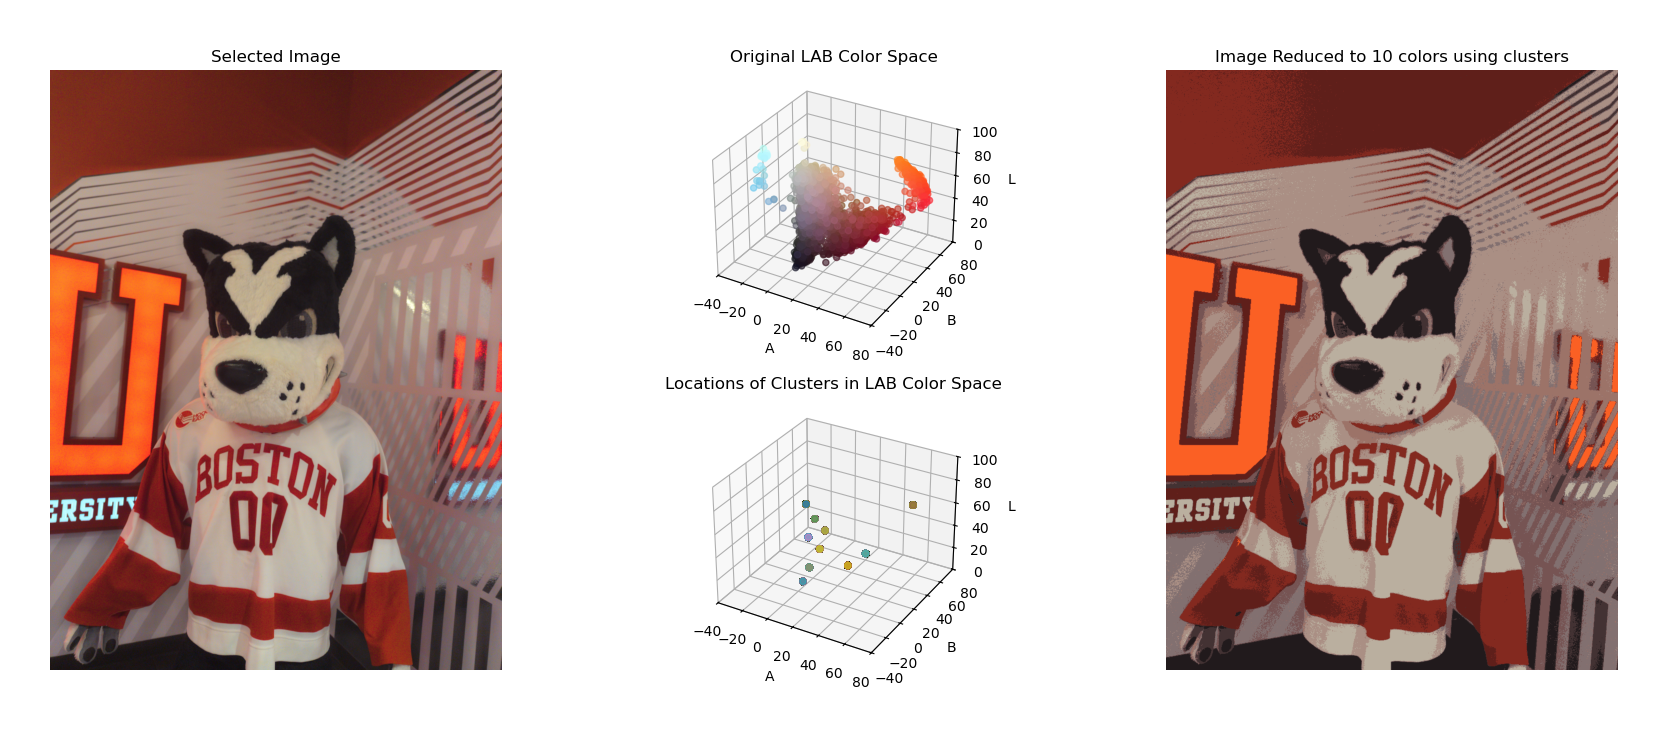 Selected Image
U
ERSITY
BOSTON
00
Original LAB Color Space
100
80
60
40
20
0
L
80
60
40
20
0
−20
−40
B
−40
−20
0
20
40
60
80
A
Locations of Clusters in LAB Color Space
100
80
60
40
20
0
L
80
60
40
20
0
−20
−40
B
−40
−20
0
20
40
60
80
A
Image Reduced to 10 colors using clusters
U
ERSITY
BOSTON
00